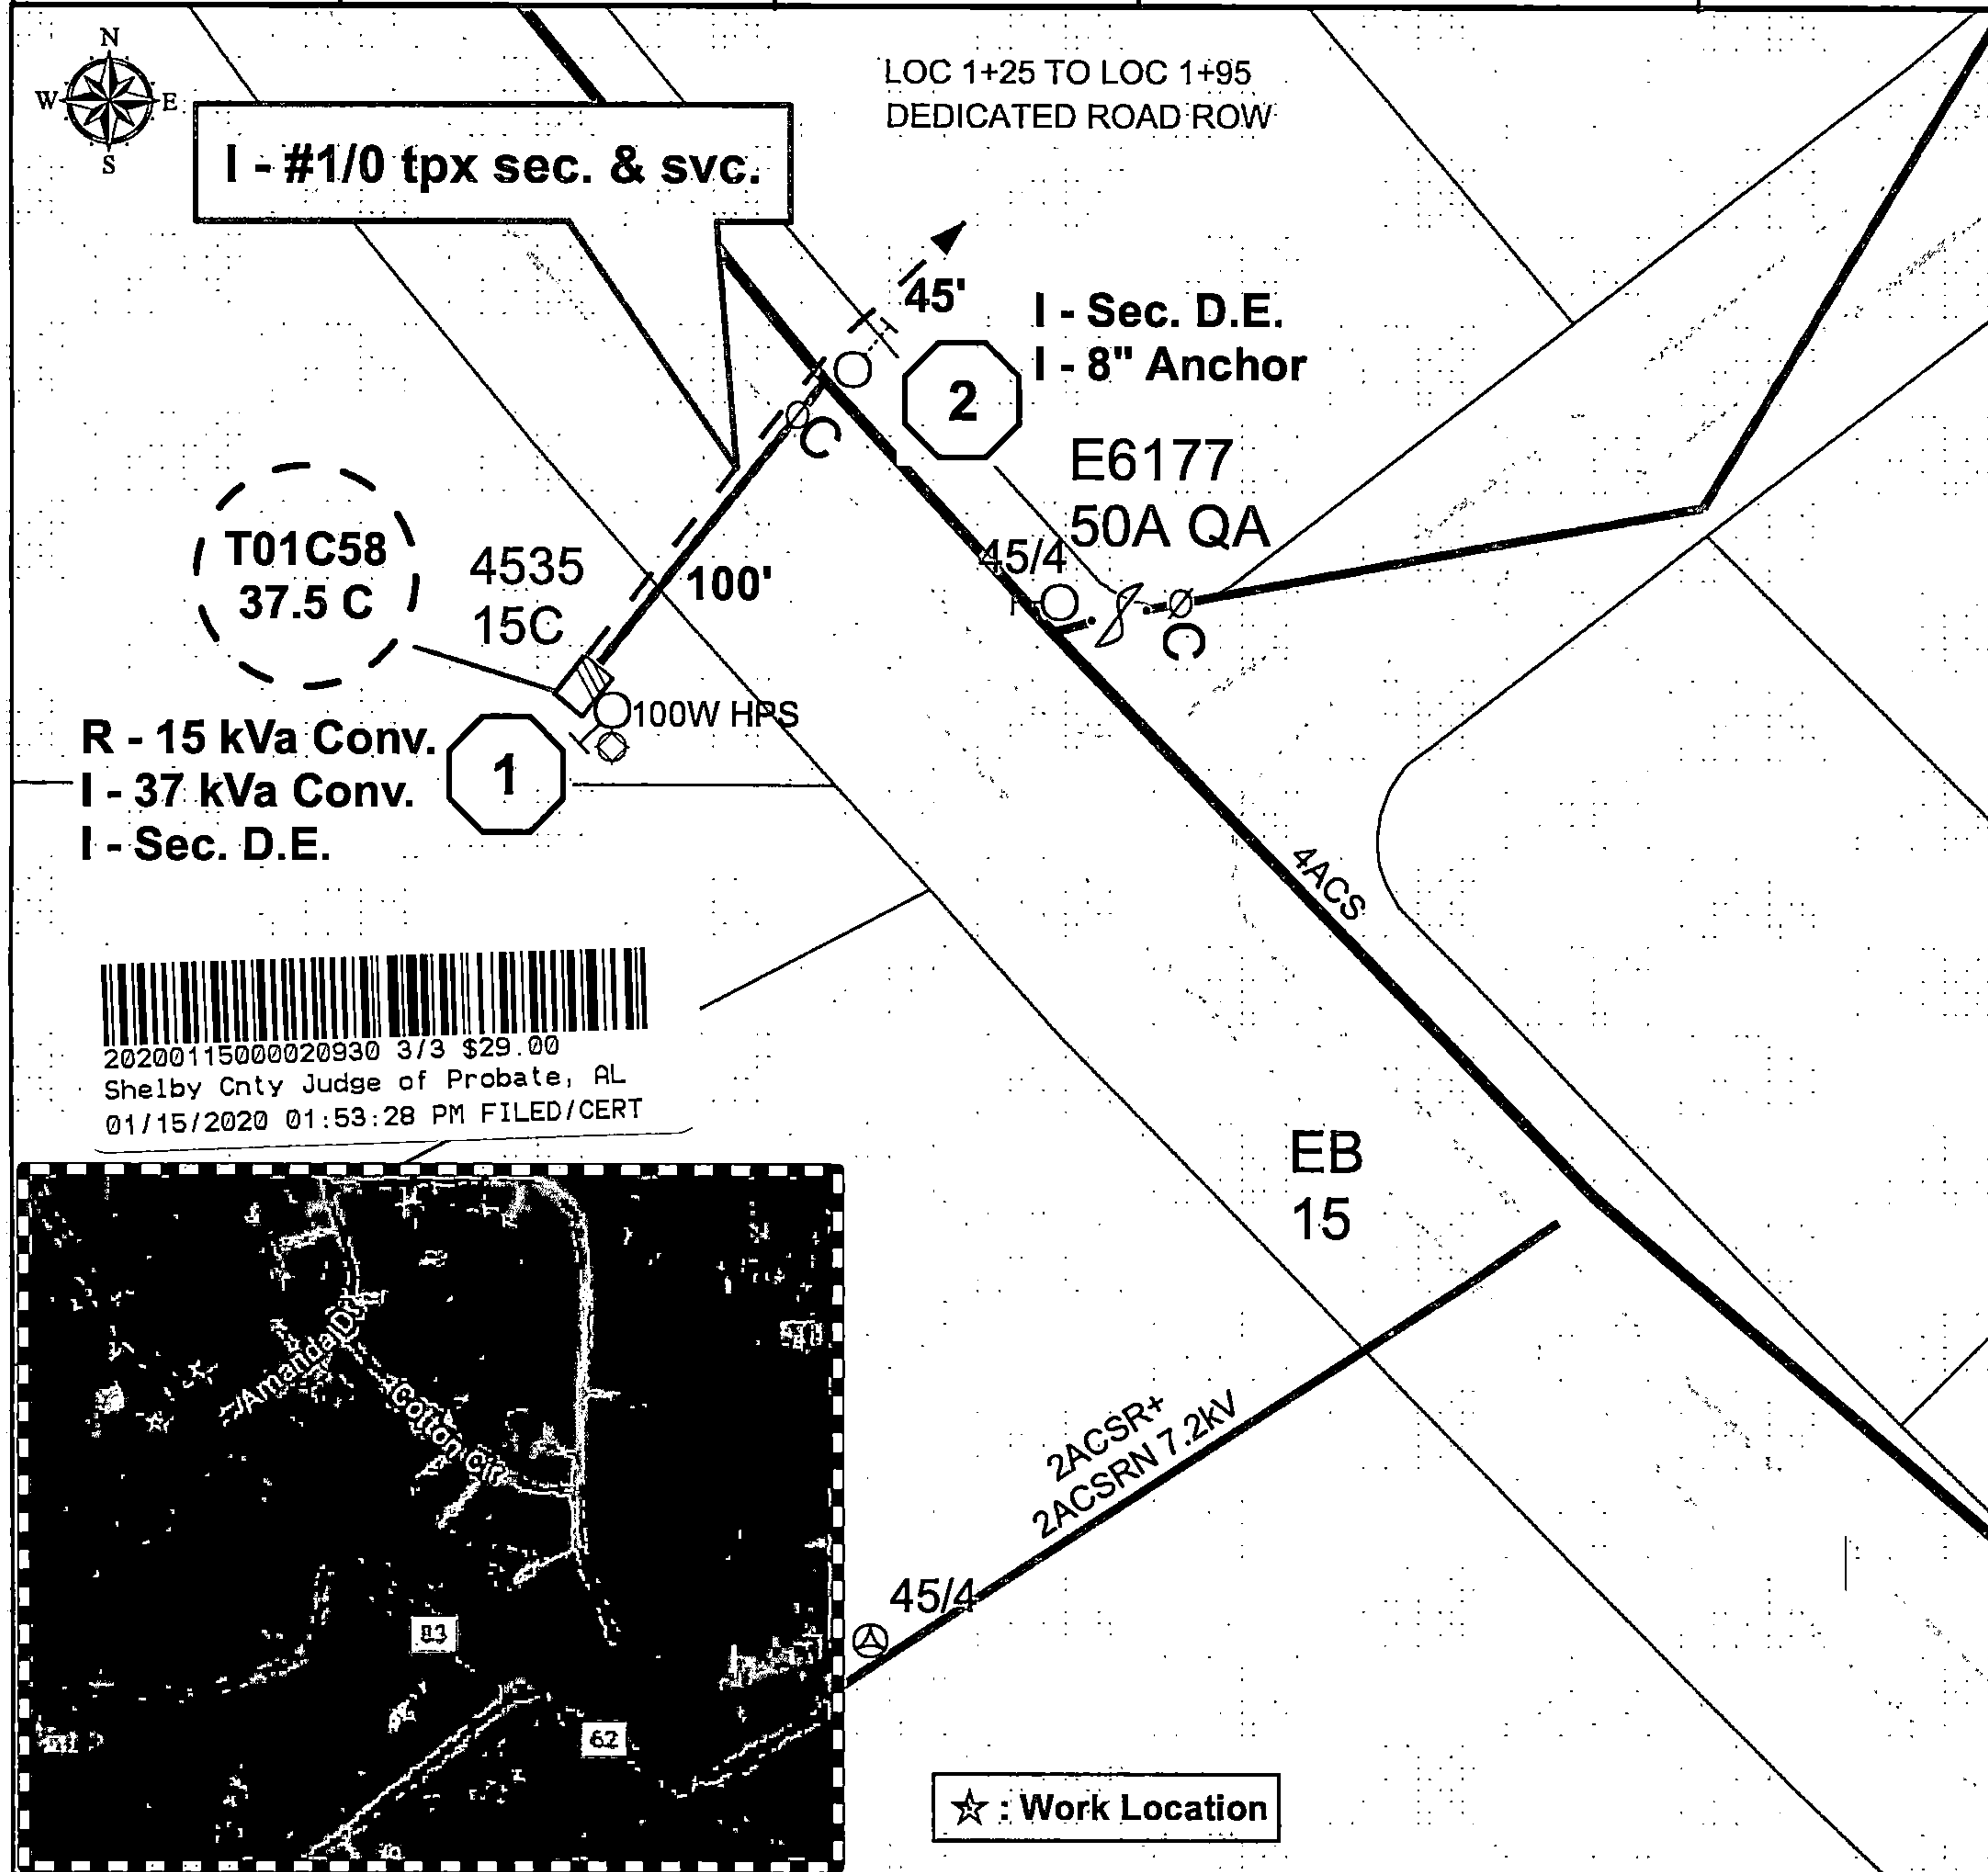 N
W E
S
LOC 1+25 TO LOC 1+95
DEDICATED ROAD ROW
I - #1/0 tpx sec. & svc.
45'
I - Sec. D.E.
I - 8" Anchor
2
C
E6177
50A QA
45/4
C
T01C58
37.5 C
4535
15C
100'
100W HPS
R - 15 kVa Conv.
I - 37 kVa Conv.
I - Sec. D.E.
1
4ACS
20200115000020930 3/3 $29.00
Shelby Cnty Judge of Probate, AL
01/15/2020 01:53:28 PM FILED/CERT
EB
15
Amanda Dr
Cotton Cir
83
62
2ACSR+
2ACSRN 7.2kV
45/4
☆ : Work Location